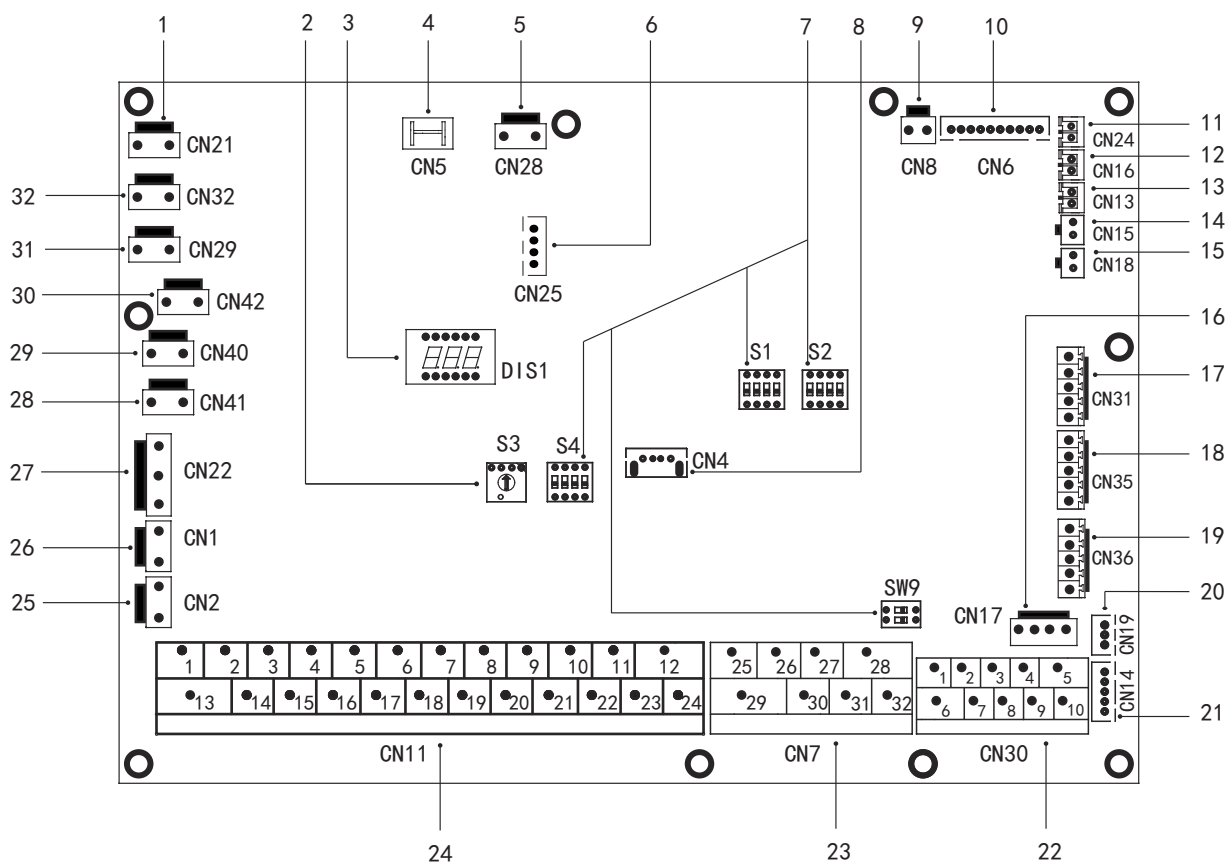 1 2 3 4 5 6 7 8 9 10
CN21 CN5 CN28 CN8 CN6 CN24 11
CN16 12
32 CN32 CN13 13
CN15 14
31 CN29 CN18 15
CN25
30 CN42
16
29 CN40 DIS1 S1 S2
CN31 17
28 CN41
S3 S4 CN4 18
27 CN22 CN35
26 CN1 CN36 19
25 CN2 SW9 20
CN17 CN19
1 2 3 4 5 6 7 8 9 10 11 12 25 26 27 28
1 2 3 4 5 CN14
13 14 15 16 17 18 19 20 21 22 23 24 29 30 31 32
6 7 8 9 10 21
CN11 CN7 CN30
24 23 22